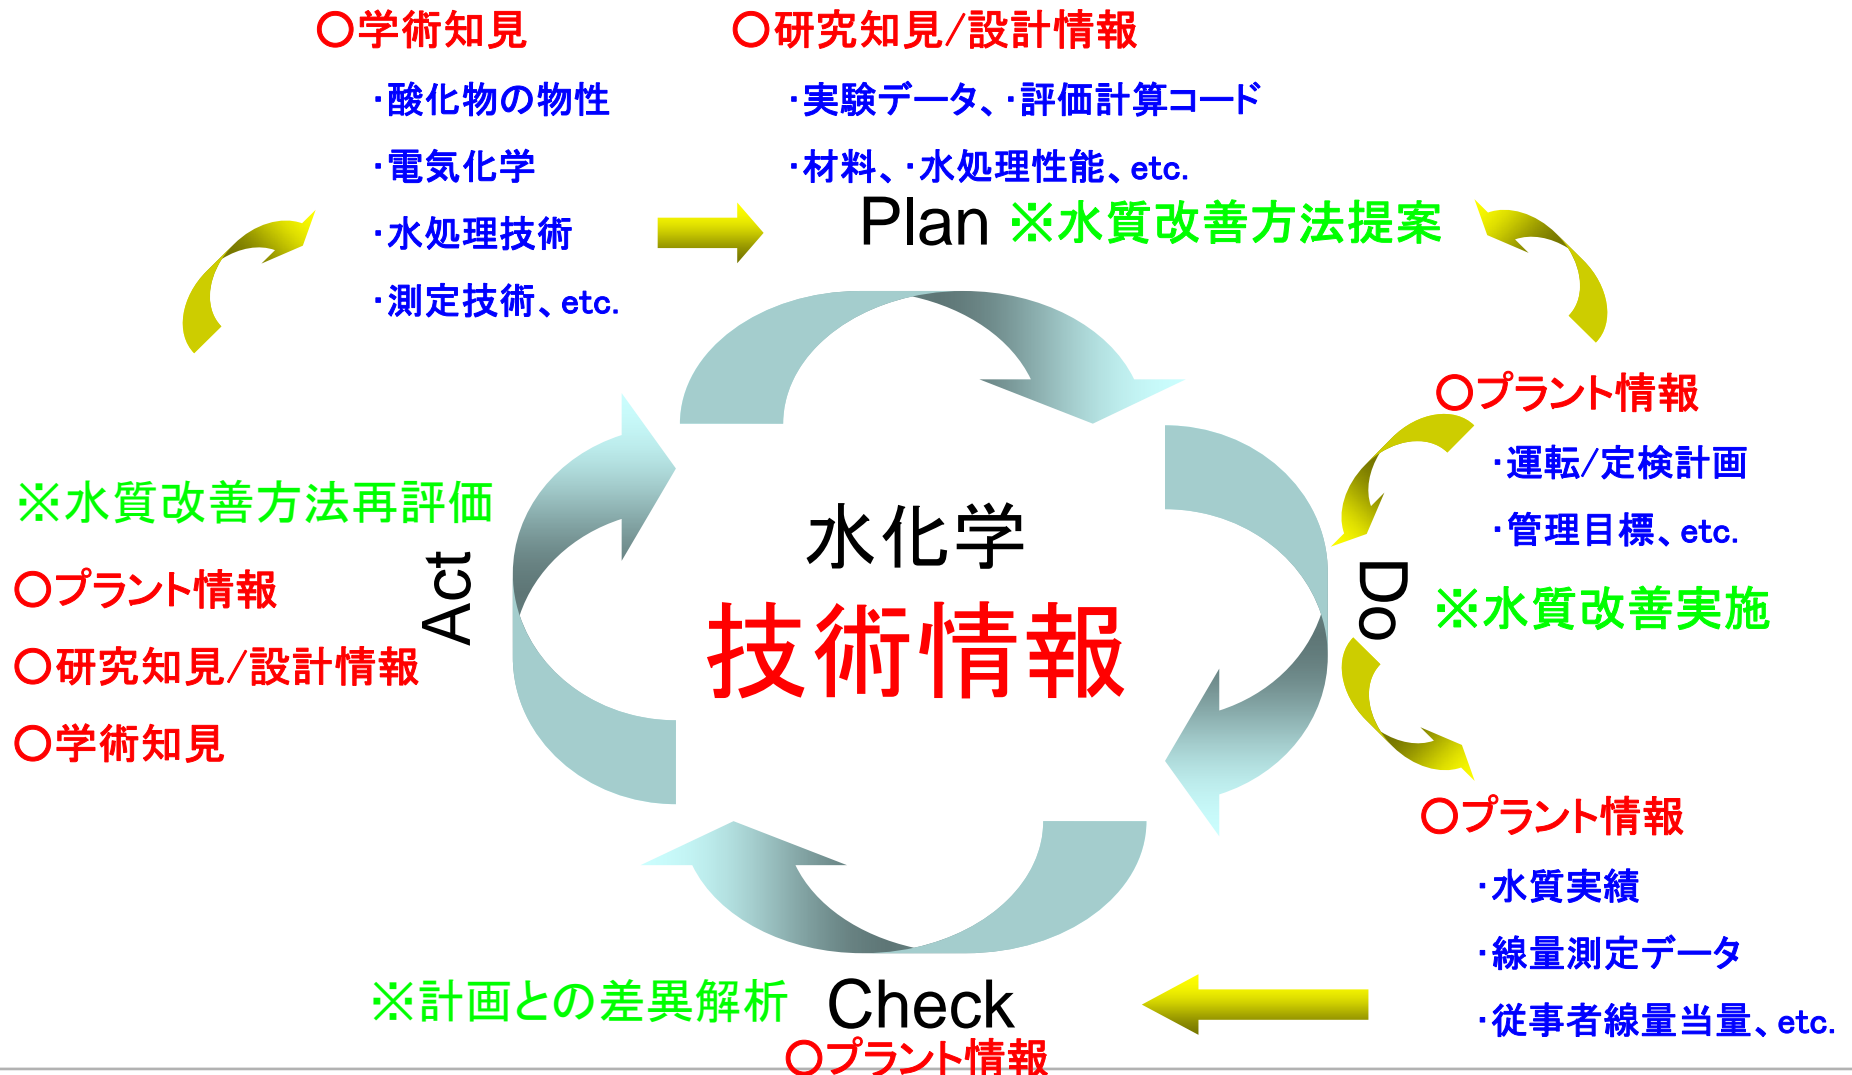 ○学術知見
・酸化物の物性
・電気化学
・水処理技術
・測定技術、etc.
○研究知見/設計情報
・実験データ、・評価計算コード
・材料、・水処理性能、etc.
Plan ※水質改善方法提案
○プラント情報
・運転/定検計画
・管理目標、etc.
Do
※水質改善実施
○プラント情報
・水質実績
・線量測定データ
・従事者線量当量、etc.
※計画との差異解析 Check
○プラント情報
※水質改善方法再評価
Act
○プラント情報
○研究知見/設計情報
○学術知見
水化学
技術情報